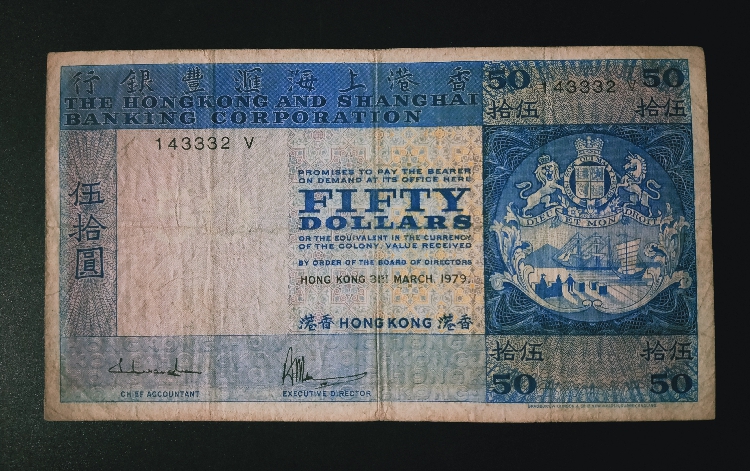 行銀豐滙海上港香
THE HONGKONG AND SHANGHAI
BANKING CORPORATION
143332 V
50 143332 V 50
拾伍 拾伍
伍拾圓
PROMISES TO PAY THE BEARER
ON DEMAND AT ITS OFFICE HERE
FIFTY
DOLLARS
OR THE EQUIVALENT IN THE CURRENCY
OF THE COLONY, VALUE RECEIVED
BY ORDER OF THE BOARD OF DIRECTORS
HONG KONG 31ST MARCH, 1979.
港香 HONG KONG 港香
CHIEF ACCOUNTANT
EXECUTIVE DIRECTOR
DIEU ET MON DROIT
拾伍 拾伍
50 50